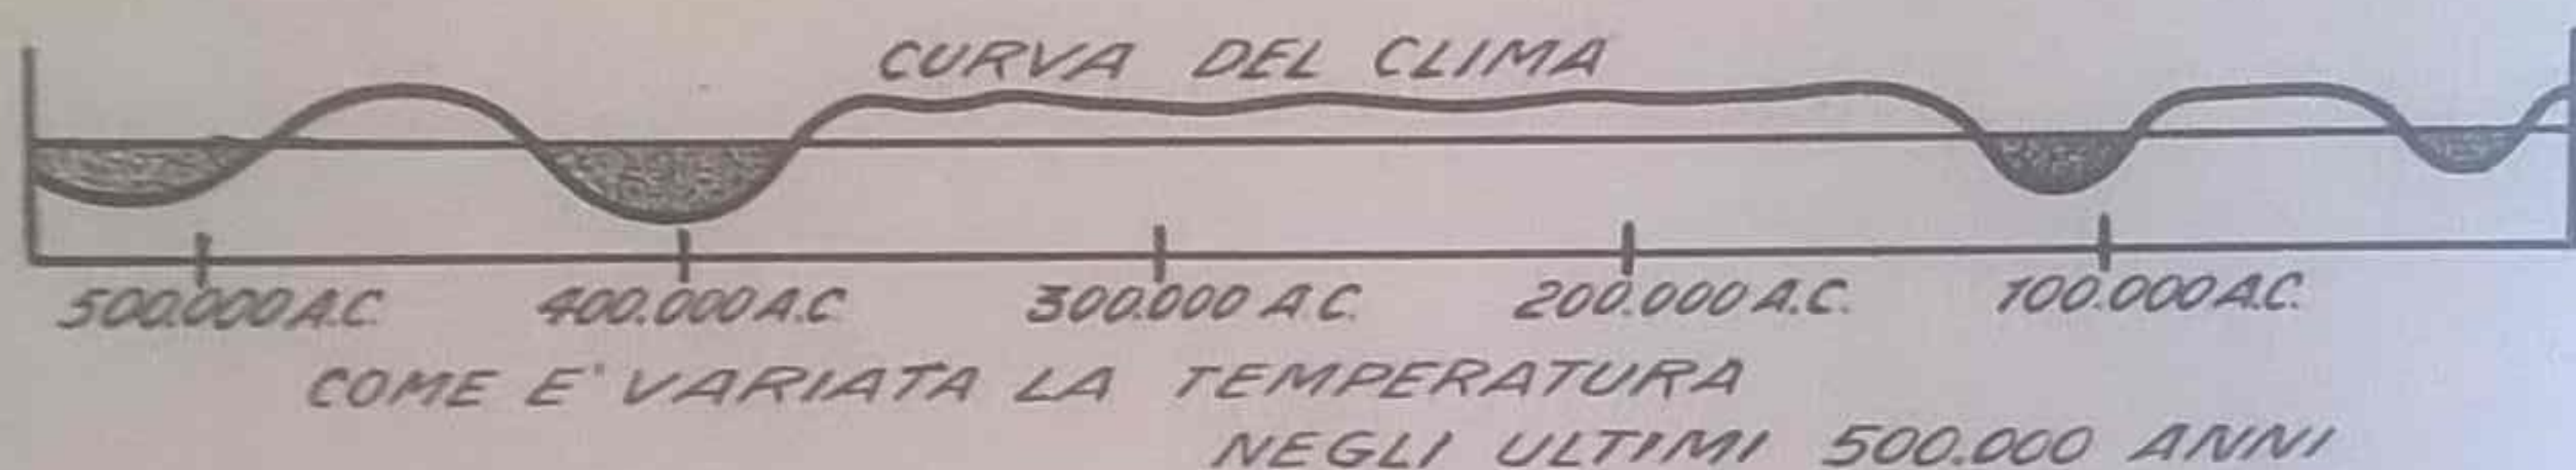 CURVA DEL CLIMA
500.000 A.C. 400.000 A.C 300.000 A.C. 200.000 A.C. 100.000 A.C.
COME E' VARIATA LA TEMPERATURA
NEGLI ULTIMI 500.000 ANNI